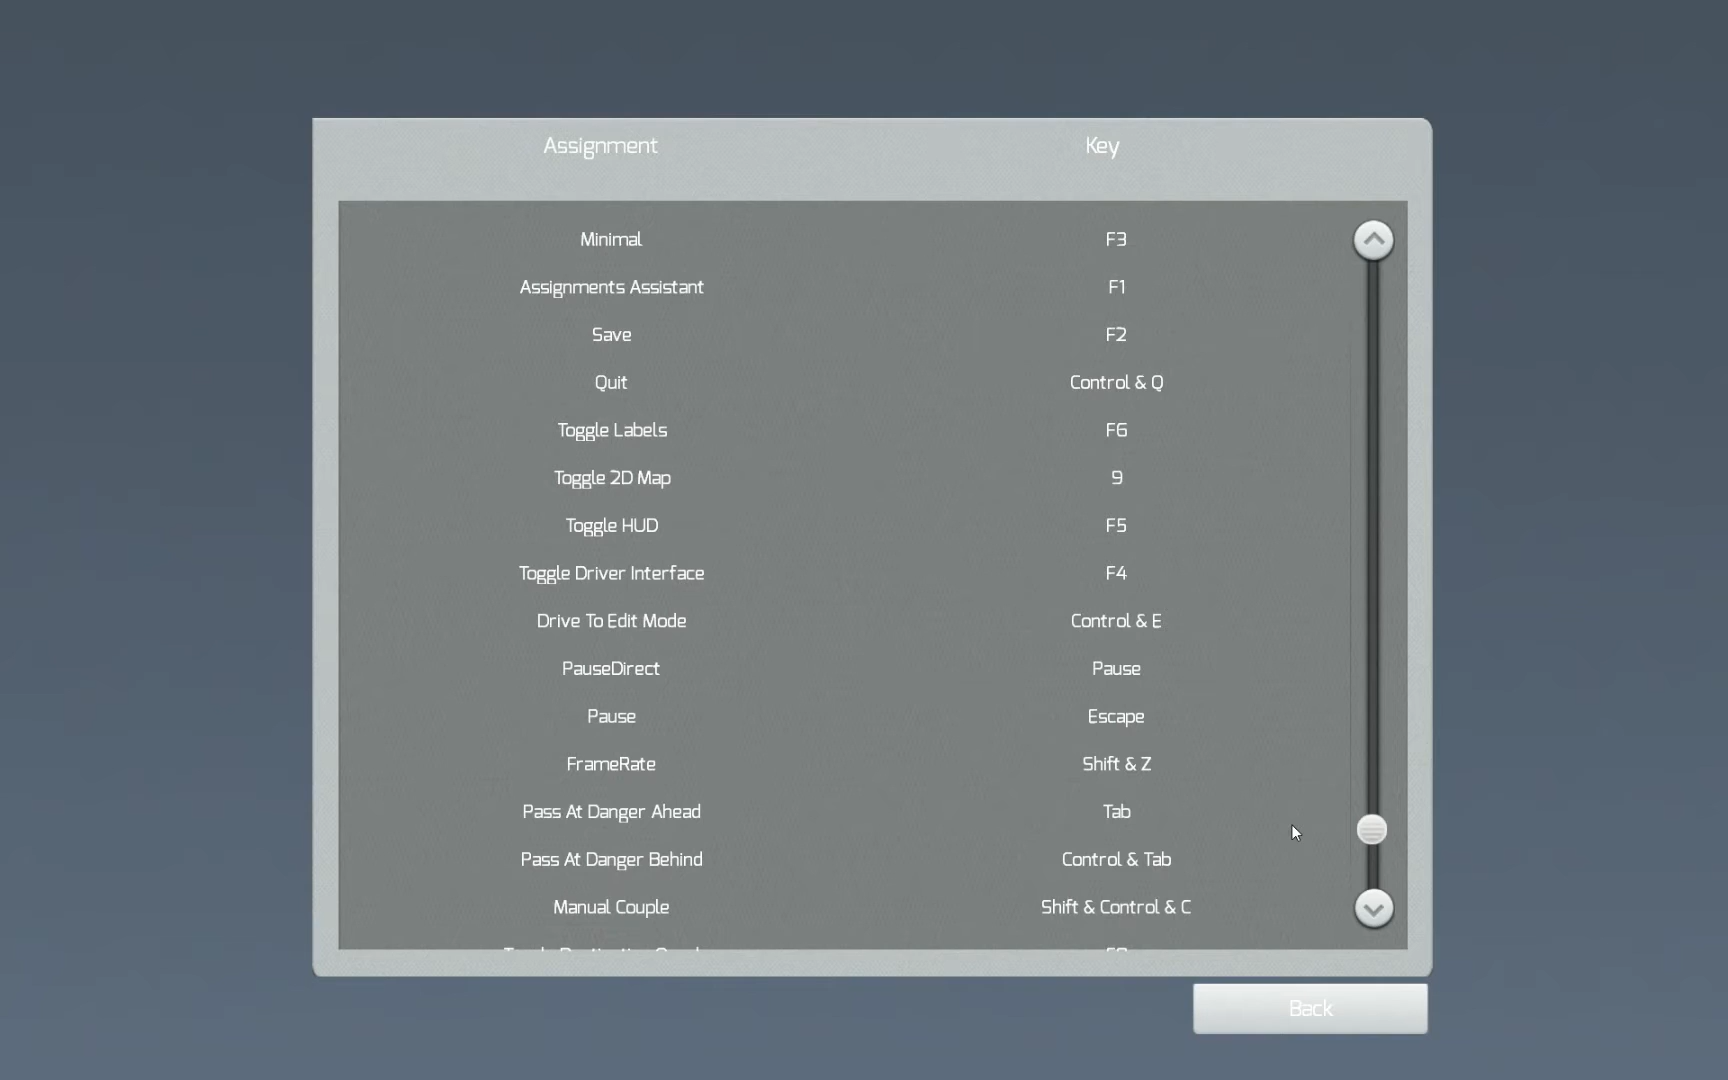 Assignment Key
Minimal F3
Assignments Assistant F1
Save F2
Quit Control & Q
Toggle Labels F6
Toggle 2D Map 9
Toggle HUD F5
Toggle Driver Interface F4
Drive To Edit Mode Control & E
PauseDirect Pause
Pause Escape
FrameRate Shift & Z
Pass At Danger Ahead Tab
Pass At Danger Behind Control & Tab
Manual Couple Shift & Control & C
Back